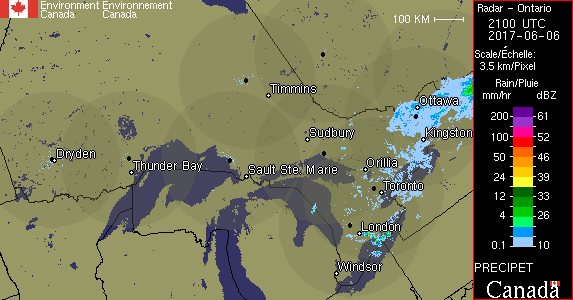 Environment Environnement
Canada Canada
Radar - Ontario
2100 UTC
2017-06-06
100 KM
Scale/Échelle:
3.5 km/Pixel
Rain/Pluie
mm/hr dBZ
200 61
100 52
50 46
24 39
12 33
4 26
0.1 10
Timmins
Ottawa
Sudbury
Kingston
Dryden
Thunder Bay
Sault Ste. Marie
Orillia
Toronto
London
Windsor
PRECIPET
Canada